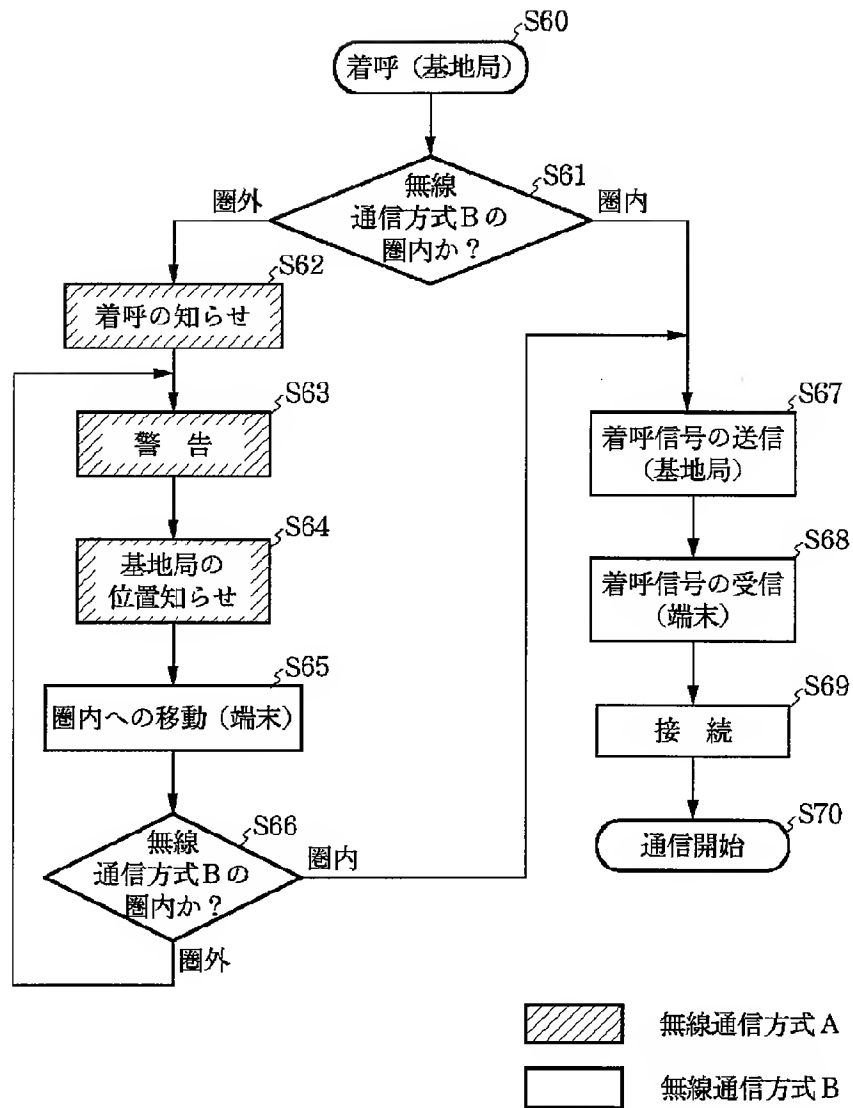 S60
着呼（基地局）
S61
無線
通信方式Bの
圏内か？
圏外
圏内
S62
着呼の知らせ
S63
警 告
S64
基地局の
位置知らせ
S65
圏内への移動（端末）
S66
無線
通信方式Bの
圏内か？
圏内
圏外
S67
着呼信号の送信
(基地局)
S68
着呼信号の受信
(端末)
S69
接 続
S70
通信開始
無線通信方式A
無線通信方式B